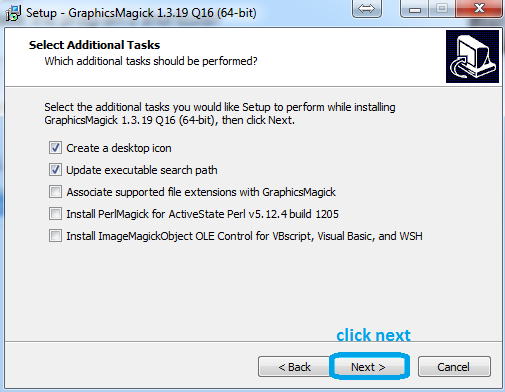 Setup - GraphicsMagick 1.3.19 Q16 (64-bit)
Select Additional Tasks
Which additional tasks should be performed?
Select the additional tasks you would like Setup to perform while installing
GraphicsMagick 1.3.19 Q16 (64-bit), then click Next.
Create a desktop icon
Update executable search path
Associate supported file extensions with GraphicsMagick
Install PerlMagick for ActiveState Perl v5.12.4 build 1205
Install ImageMagickObject OLE Control for VBscript, Visual Basic, and WSH
click next
< Back
Next >
Cancel